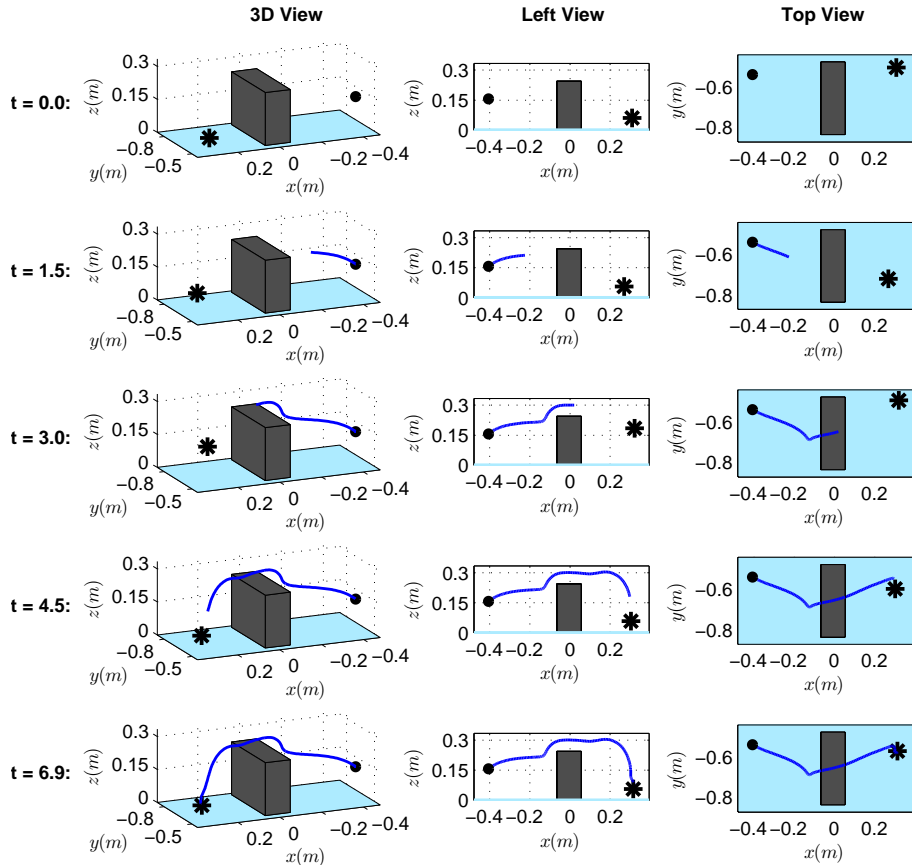 3D View
Left View
Top View
t = 0.0:
z(m)
0.3
0.15
0
−0.8
−0.5
y(m)
0.2
0
−0.2
−0.4
x(m)
z(m)
0.3
0.15
0
−0.4 −0.2 0 0.2
x(m)
y(m)
−0.6
−0.8
−0.4 −0.2 0 0.2
x(m)
t = 1.5:
z(m)
0.3
0.15
0
−0.8
−0.5
y(m)
0.2
0
−0.2
−0.4
x(m)
z(m)
0.3
0.15
0
−0.4 −0.2 0 0.2
x(m)
y(m)
−0.6
−0.8
−0.4 −0.2 0 0.2
x(m)
t = 3.0:
z(m)
0.3
0.15
0
−0.8
−0.5
y(m)
0.2
0
−0.2
−0.4
x(m)
z(m)
0.3
0.15
0
−0.4 −0.2 0 0.2
x(m)
y(m)
−0.6
−0.8
−0.4 −0.2 0 0.2
x(m)
t = 4.5:
z(m)
0.3
0.15
0
−0.8
−0.5
y(m)
0.2
0
−0.2
−0.4
x(m)
z(m)
0.3
0.15
0
−0.4 −0.2 0 0.2
x(m)
y(m)
−0.6
−0.8
−0.4 −0.2 0 0.2
x(m)
t = 6.9:
z(m)
0.3
0.15
0
−0.8
−0.5
y(m)
0.2
0
−0.2
−0.4
x(m)
z(m)
0.3
0.15
0
−0.4 −0.2 0 0.2
x(m)
y(m)
−0.6
−0.8
−0.4 −0.2 0 0.2
x(m)